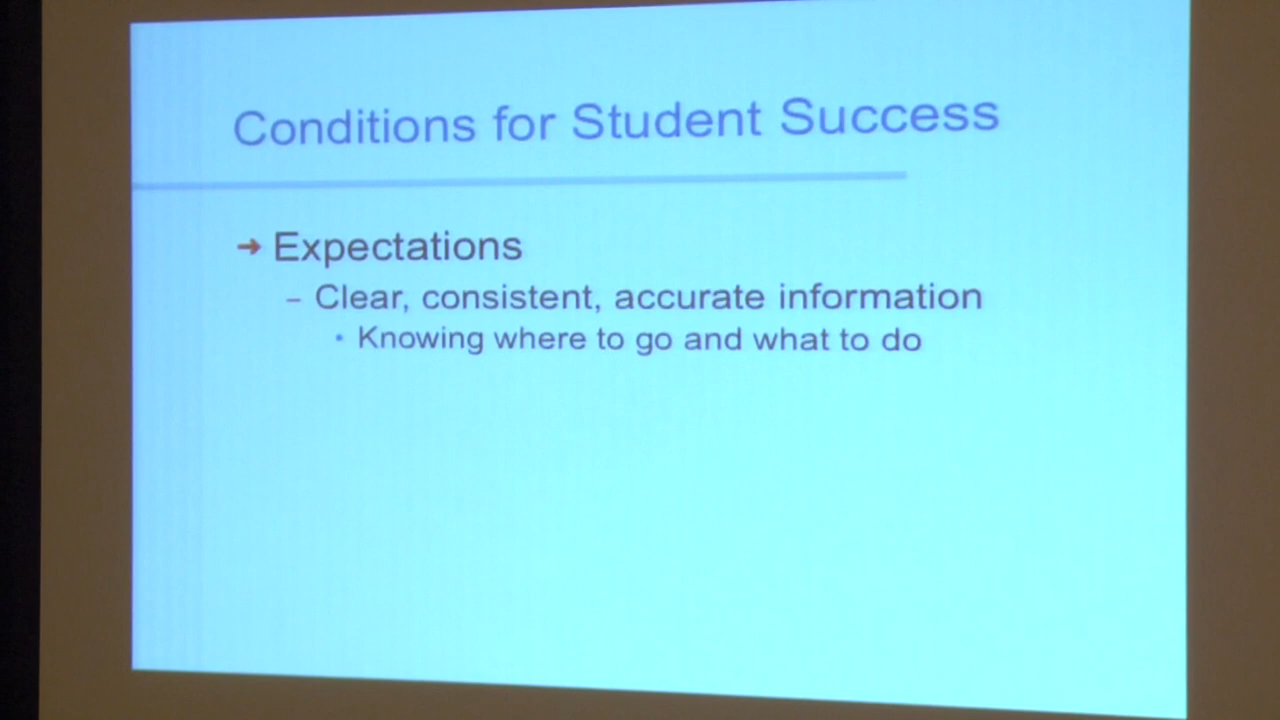 Conditions for Student Success
➜ Expectations
– Clear, consistent, accurate information
• Knowing where to go and what to do